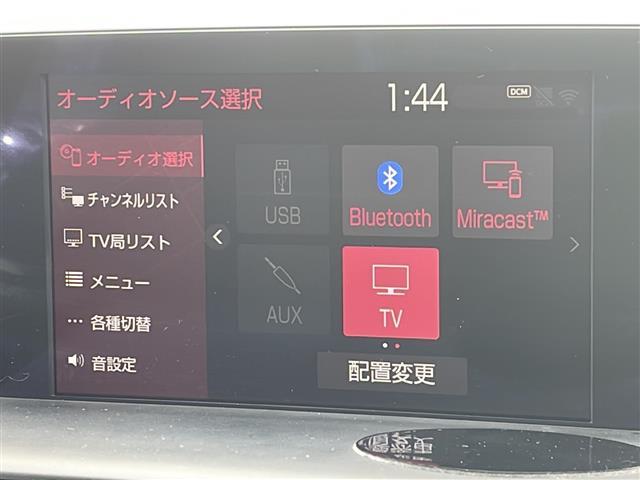 オーディオソース選択
1:44
DCM
オーディオ選択
チャンネルリスト
TV局リスト
メニュー
各種切替
音設定
USB
Bluetooth
Miracast™
AUX
TV
配置変更